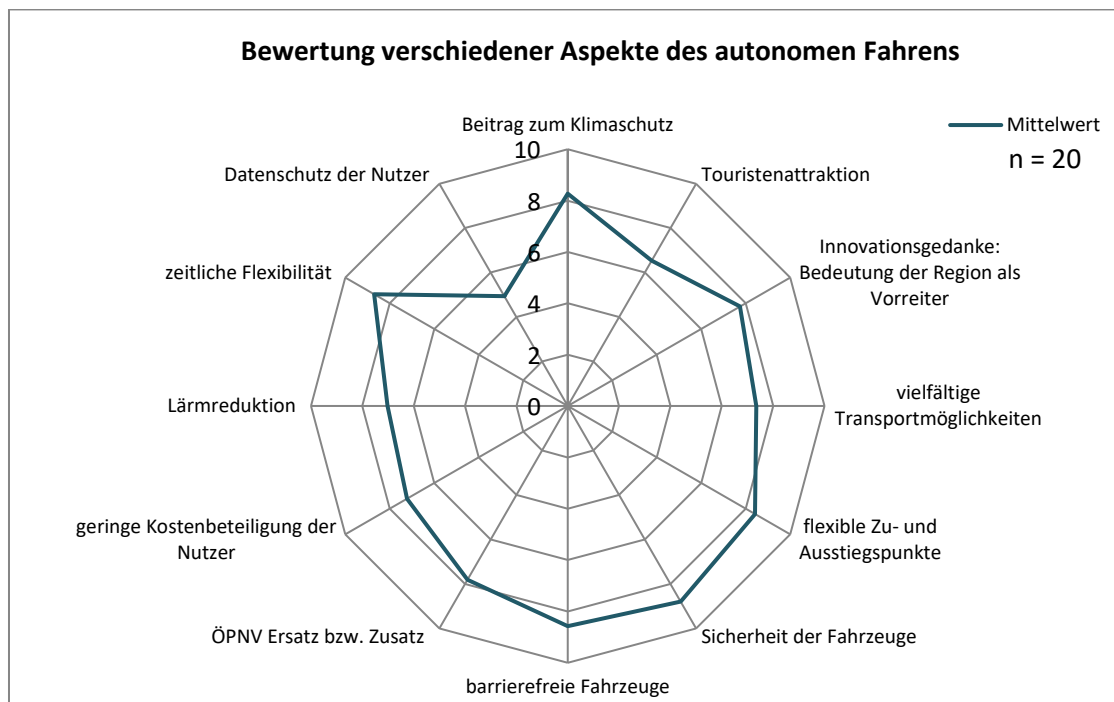 Bewertung verschiedener Aspekte des autonomen Fahrens
Mittelwert
n = 20
Beitrag zum Klimaschutz
Touristenattraktion
Innovationsgedanke:
Bedeutung der Region als
Vorreiter
vielfältige
Transportmöglichkeiten
flexible Zu- und
Ausstiegspunkte
Sicherheit der Fahrzeuge
barrierefreie Fahrzeuge
ÖPNV Ersatz bzw. Zusatz
geringe Kostenbeteiligung der
Nutzer
Lärmreduktion
zeitliche Flexibilität
Datenschutz der Nutzer
10
8
6
4
2
0